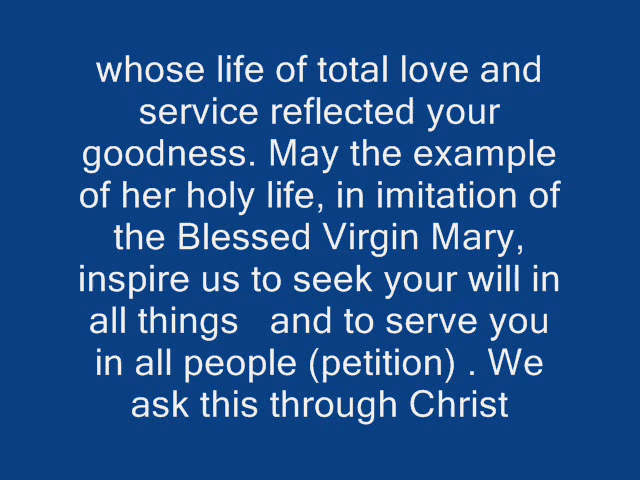 whose life of total love and
service reflected your
goodness. May the example
of her holy life, in imitation of
the Blessed Virgin Mary,
inspire us to seek your will in
all things   and to serve you
in all people (petition) . We
ask this through Christ